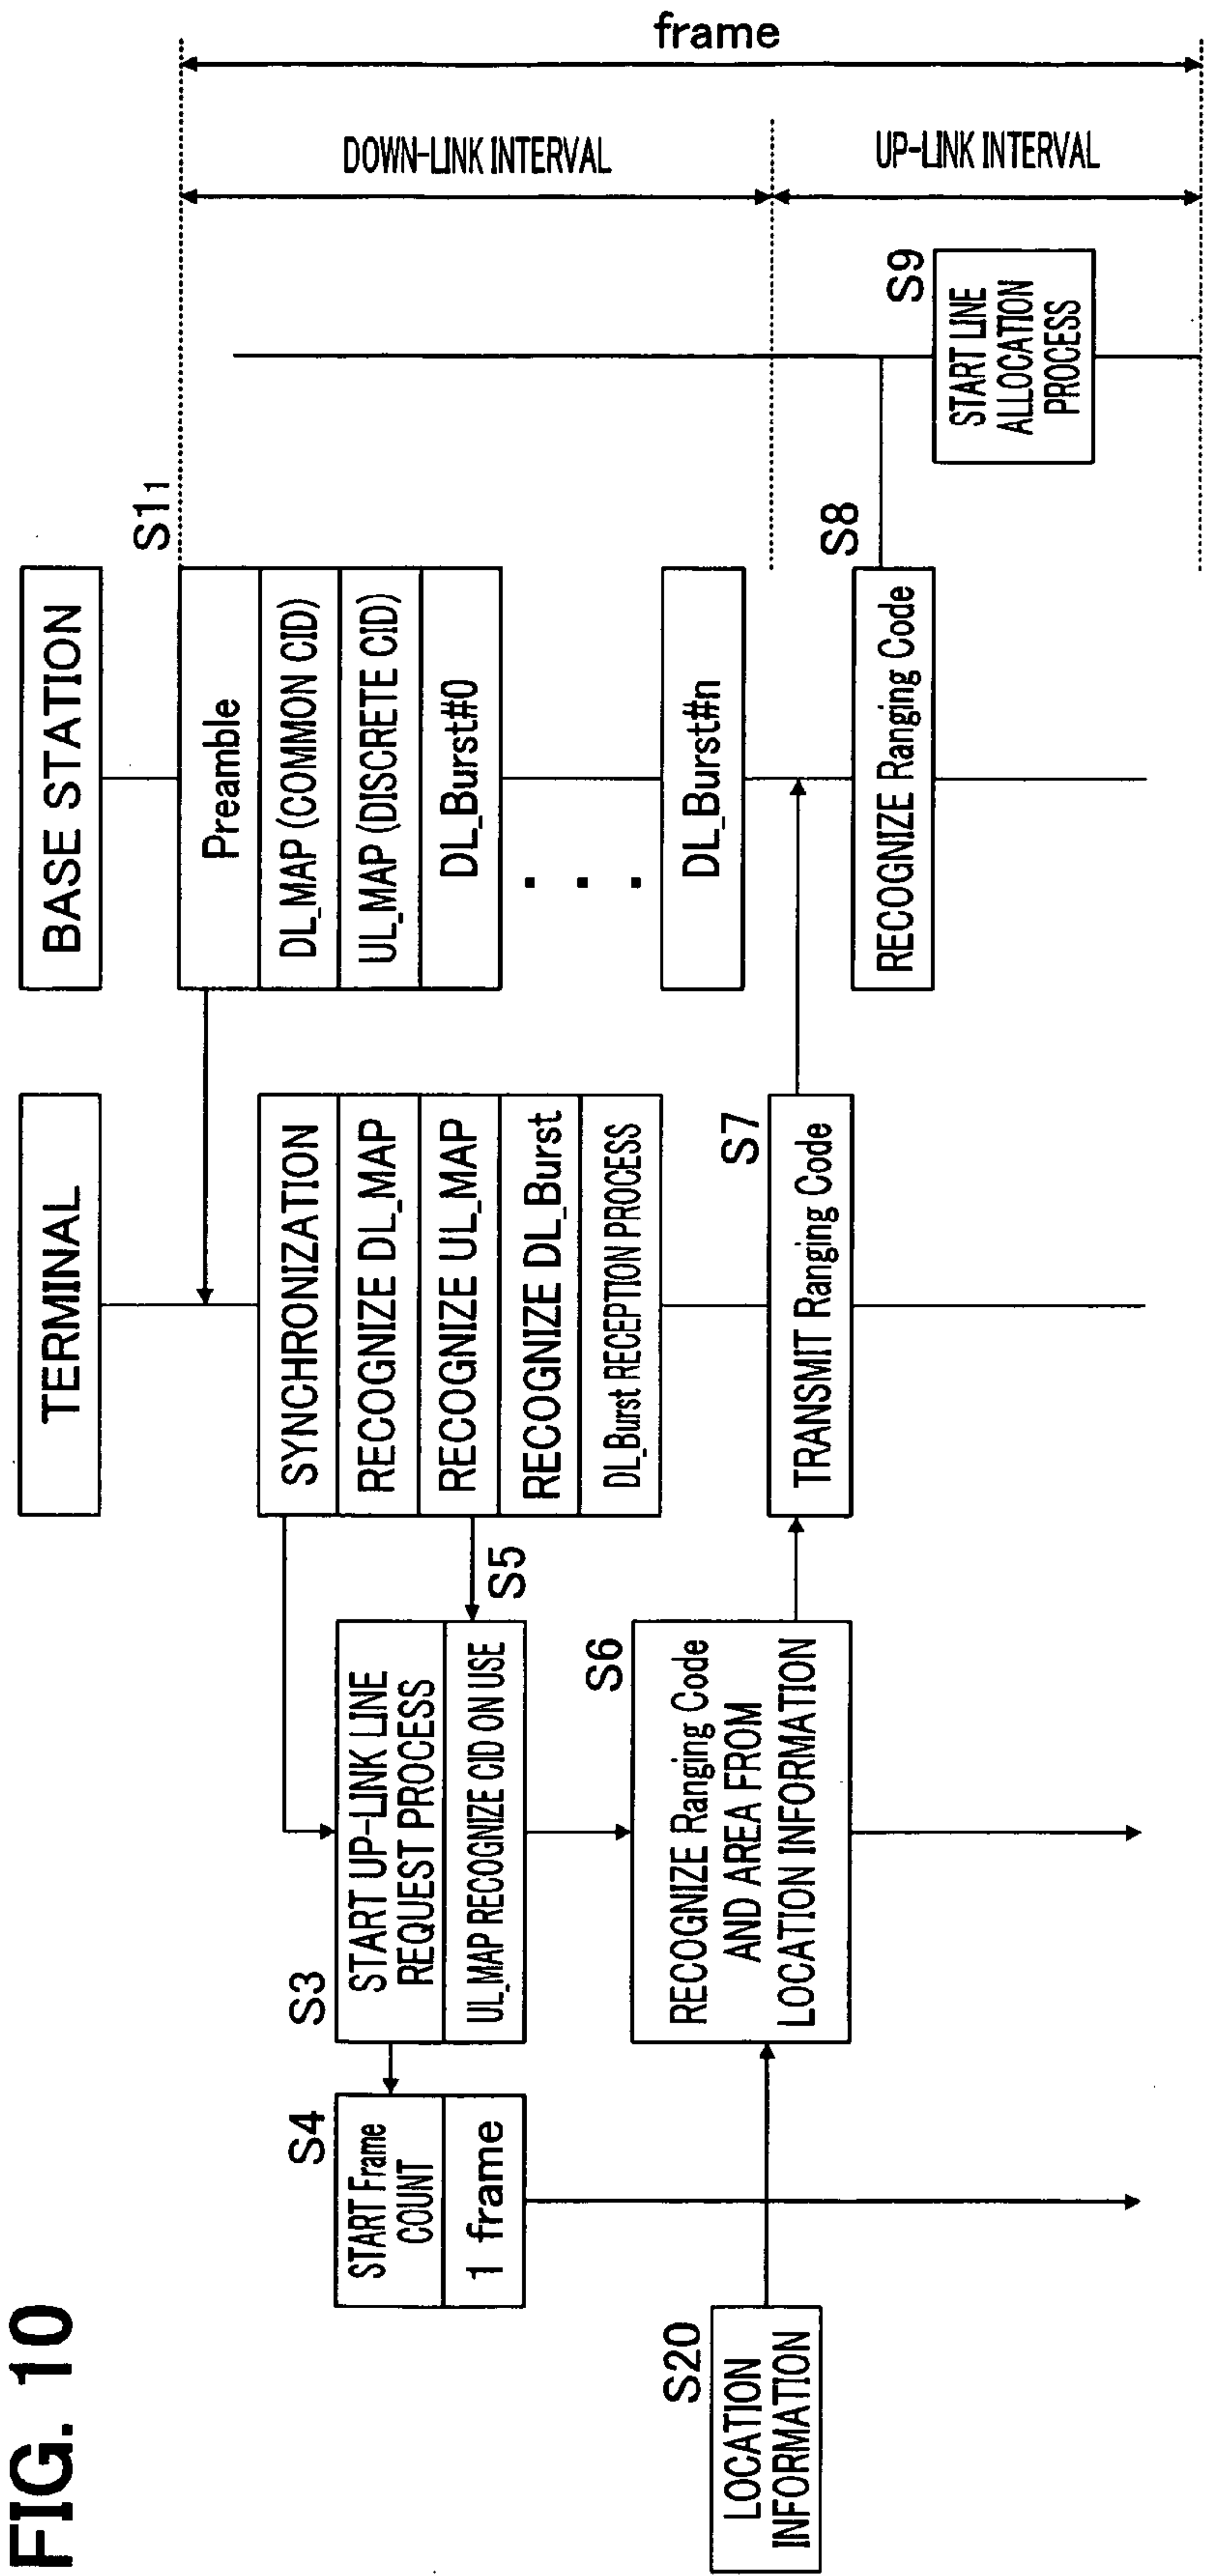 FIG. 10
TERMINAL
BASE STATION
S1₁
Preamble
DL_MAP (COMMON CID)
UL_MAP (DISCRETE CID)
DL_Burst#0
. . .
DL_Burst#n
SYNCHRONIZATION
RECOGNIZE DL_MAP
RECOGNIZE UL_MAP
RECOGNIZE DL_Burst
DL_Burst RECEPTION PROCESS
S3
START UP-LINK LINE
REQUEST PROCESS
UL_MAP RECOGNIZE CID ON USE
S5
S4
START Frame
COUNT
1 frame
S20
LOCATION
INFORMATION
S6
RECOGNIZE Ranging Code
AND AREA FROM
LOCATION INFORMATION
S7
TRANSMIT Ranging Code
S8
RECOGNIZE Ranging Code
S9
START LINE
ALLOCATION
PROCESS
DOWN-LINK INTERVAL
UP-LINK INTERVAL
frame